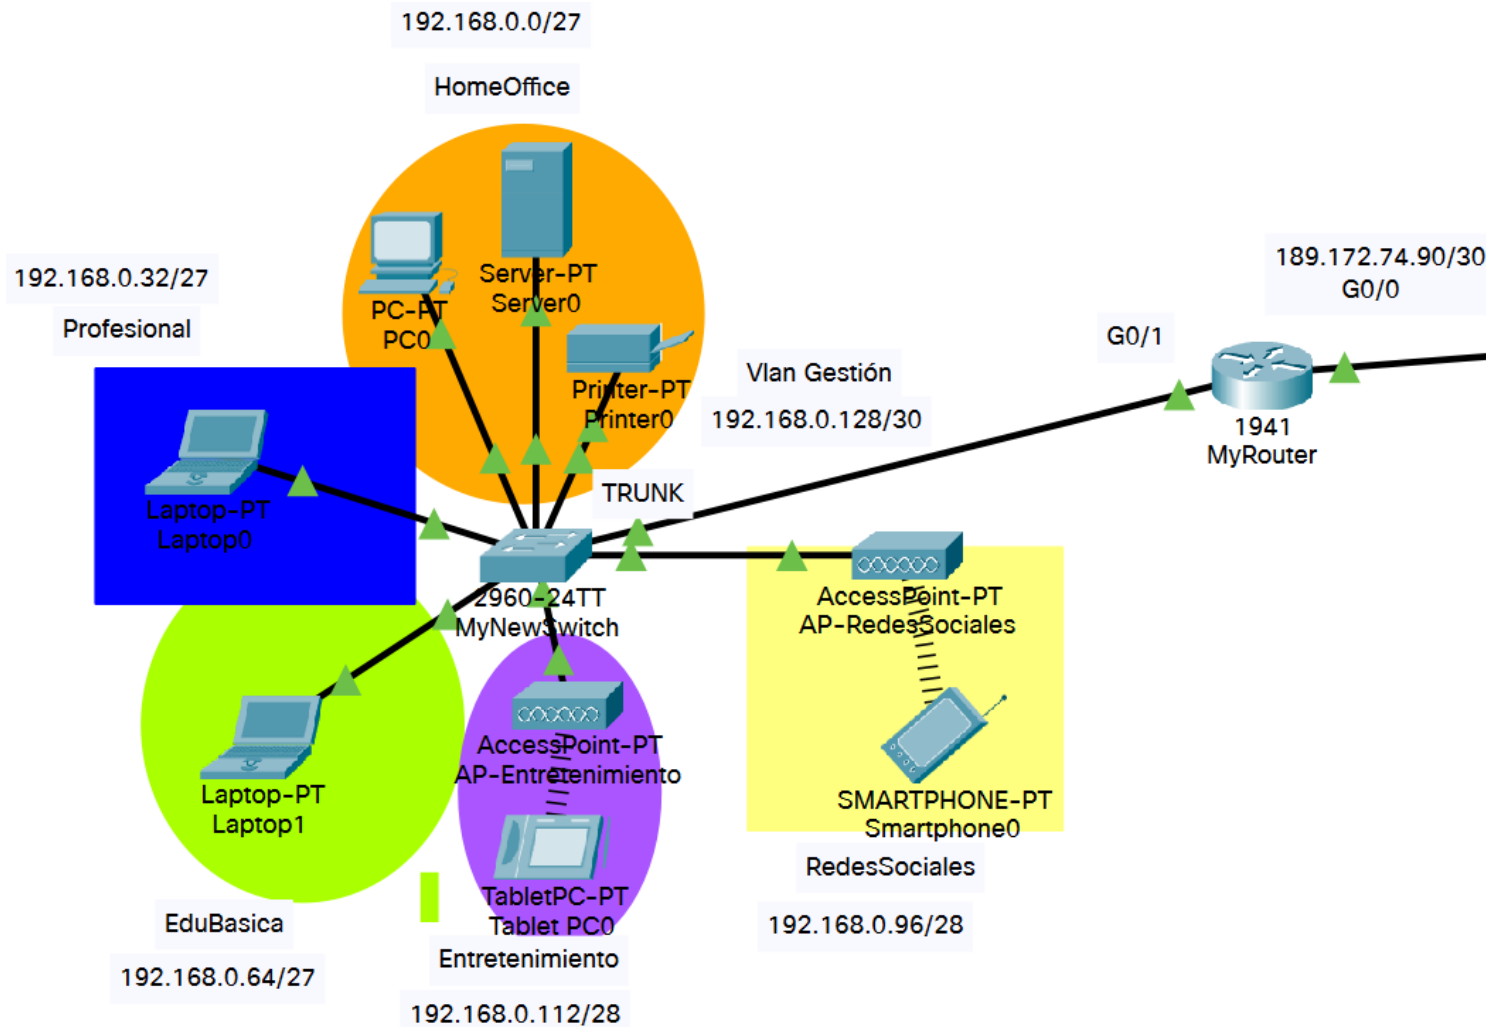 192.168.0.0/27
HomeOffice
Server-PT
Server0
PC-PT
PC0
Printer-PT
Printer0
192.168.0.32/27
Profesional
Laptop-PT
Laptop0
Vlan Gestión
192.168.0.128/30
TRUNK
G0/1
189.172.74.90/30
G0/0
1941
MyRouter
2960-24TT
MyNewSwitch
AccessPoint-PT
AP-RedesSociales
SMARTPHONE-PT
Smartphone0
RedesSociales
192.168.0.96/28
AccessPoint-PT
AP-Entretenimiento
TabletPC-PT
Tablet PC0
Entretenimiento
192.168.0.112/28
Laptop-PT
Laptop1
EduBasica
192.168.0.64/27